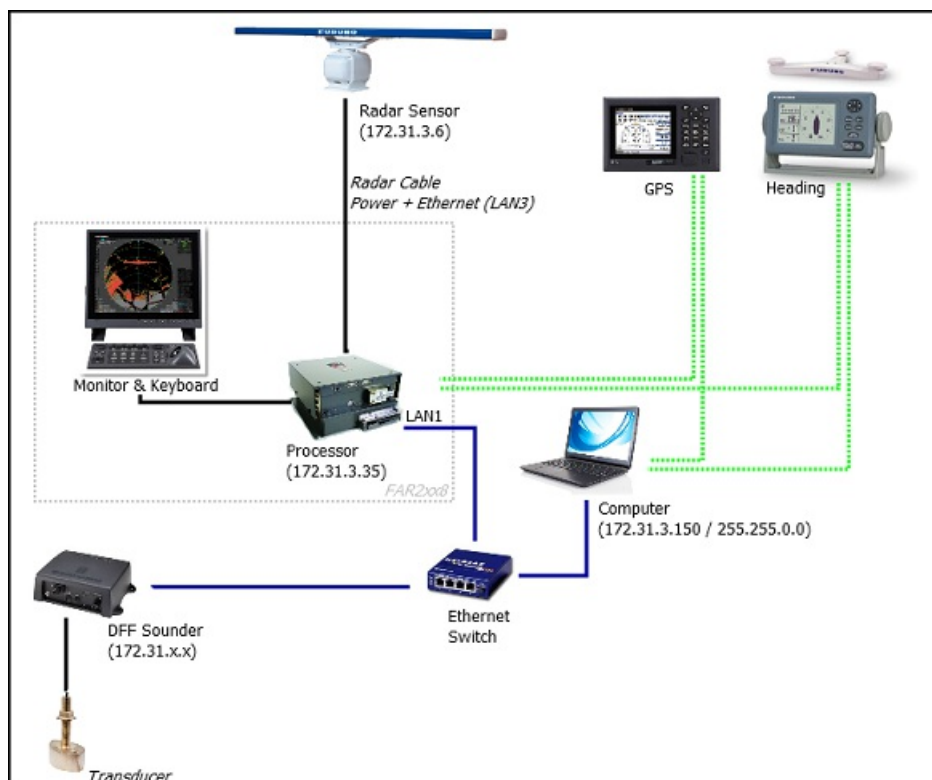 FURUNO
Radar Sensor
(172.31.3.6)
Radar Cable
Power + Ethernet (LAN3)
GPS
Heading
Monitor & Keyboard
LAN1
Processor
(172.31.3.35)
FAR2xx8
Computer
(172.31.3.150 / 255.255.0.0)
Ethernet
Switch
DFF Sounder
(172.31.x.x)
Transducer